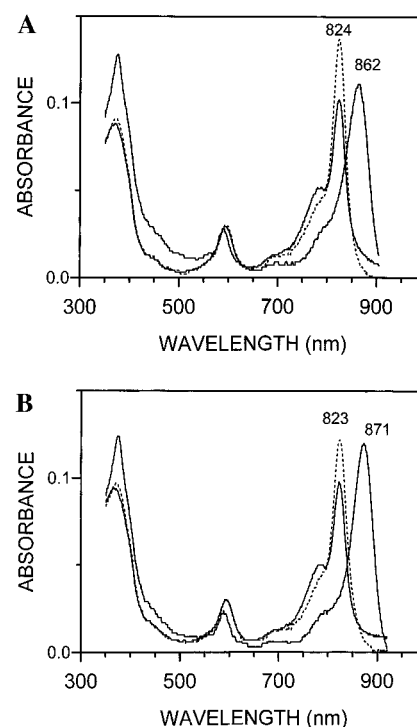 A
824
862
0.1
0.0
ABSORBANCE
300 500 700 900
WAVELENGTH (nm)
B
823
871
0.1
0.0
ABSORBANCE
300 500 700 900
WAVELENGTH (nm)